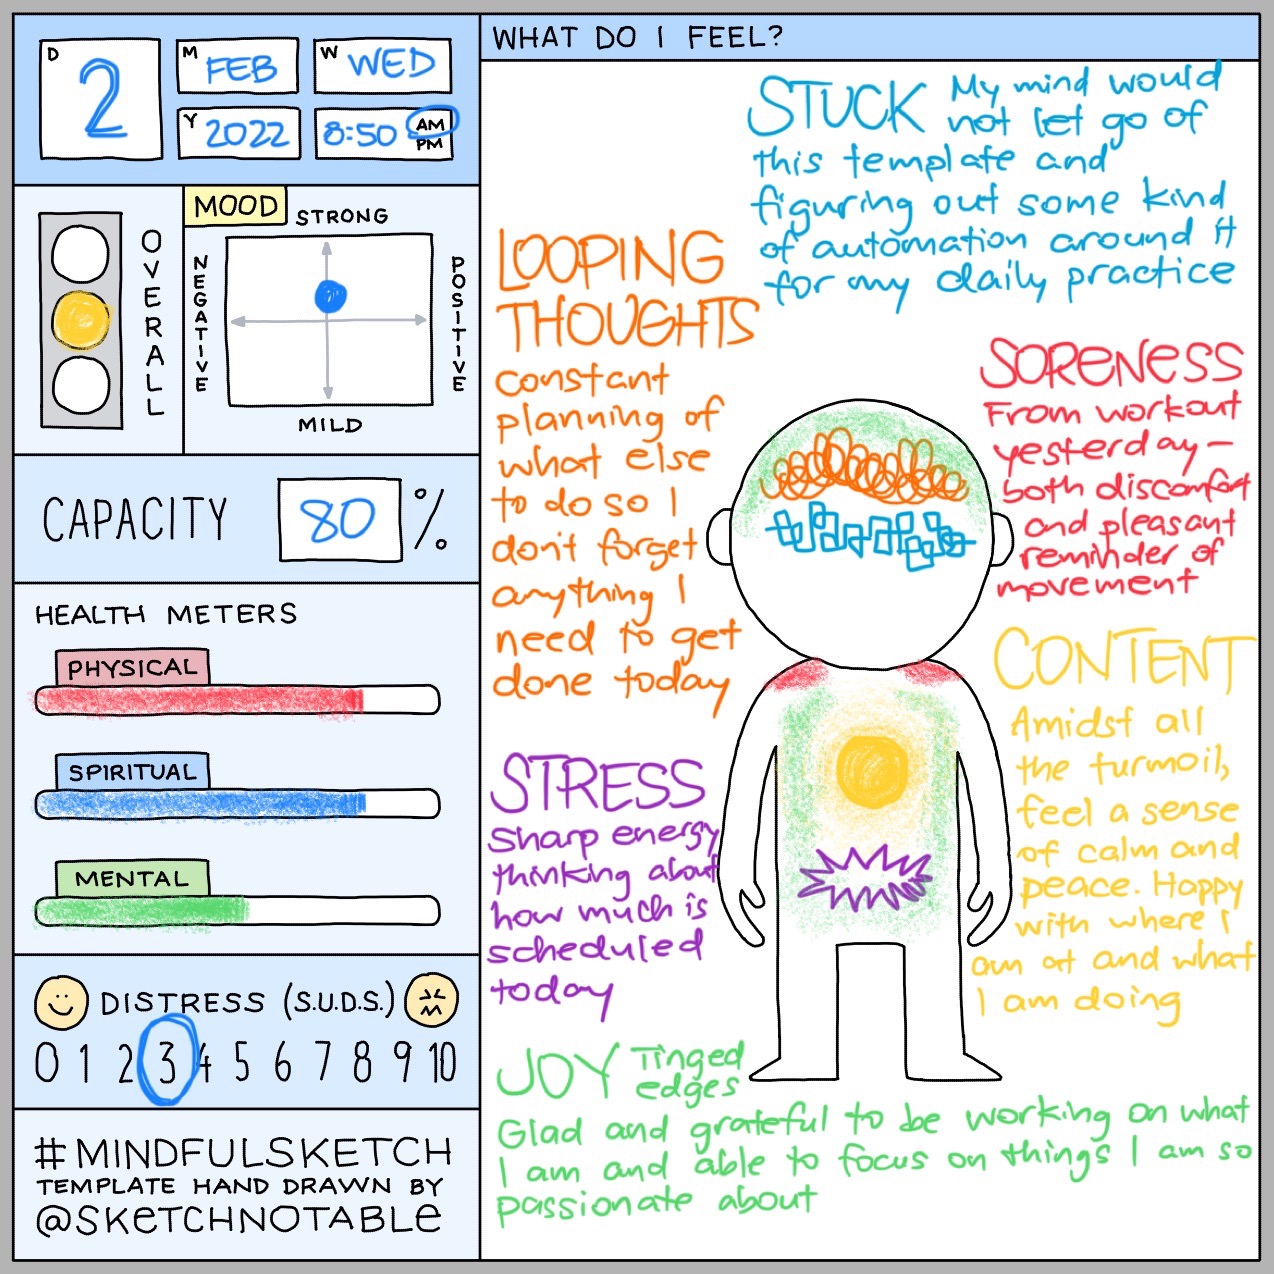 D
2
M
FEB
W
WED
Y
2022
8:50
AM
PM
OVERALL
MOOD
STRONG
NEGATIVE
POSITIVE
MILD
CAPACITY
80
%
HEALTH METERS
PHYSICAL
SPIRITUAL
MENTAL
DISTRESS (S.U.D.S.)
0 1 2 3 4 5 6 7 8 9 10
#MINDFULSKETCH
TEMPLATE HAND DRAWN BY
@SKETCHNOTABLE
WHAT DO I FEEL?
STUCK My mind would
not let go of
this template and
figuring out some kind
of automation around it
for my daily practice
LOOPING
THOUGHTS
constant
planning of
what else
to do so I
don't forget
anything I
need to get
done today
SORENESS
From workout
yesterday —
both discomfort
and pleasant
reminder of
movement
CONTENT
Amidst all
the turmoil,
feel a sense
of calm and
peace. Happy
with where I
am at and what
I am doing
STRESS
Sharp energy
thinking about
how much is
scheduled
today
JOY Tinged
edges
Glad and grateful to be working on what
I am and able to focus on things I am so
passionate about